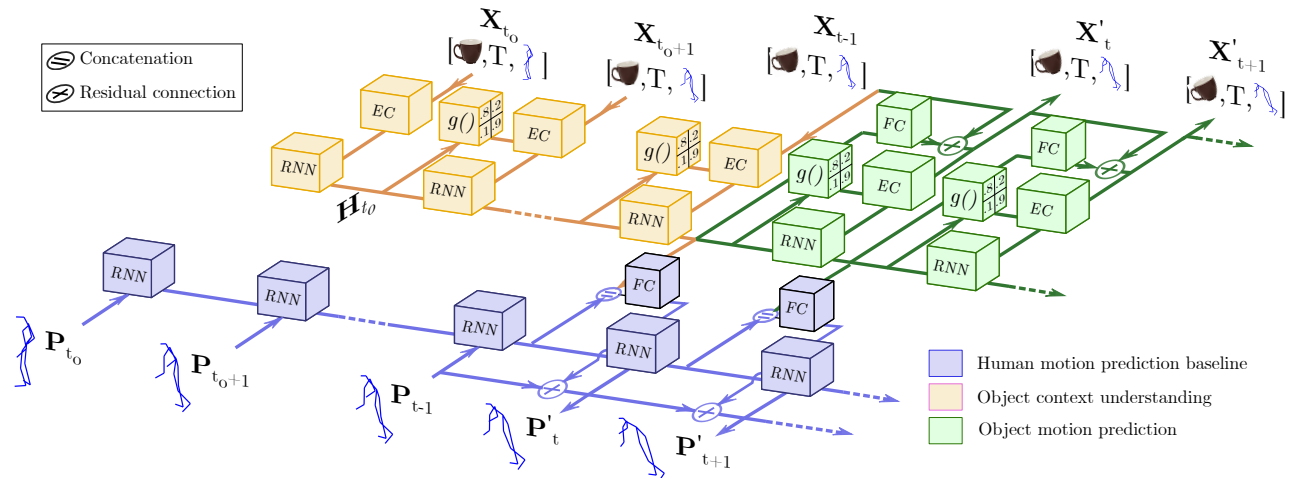 Concatenation
Residual connection
X_{t_o}
[ ,T, ]
X_{t_o+1}
[ ,T, ]
X_{t-1}
[ ,T, ]
X'_t
[ ,T, ]
X'_{t+1}
[ ,T, ]
EC
g() .8 .2 .1 .9
EC
RNN
RNN
H_{t_0}
g() .8 .2 .1 .9
EC
RNN
FC
g() .8 .2 .1 .9
EC
RNN
FC
g() .8 .2 .1 .9
EC
RNN
RNN
RNN
RNN
FC
RNN
FC
RNN
P_{t_o}
P_{t_o+1}
P_{t-1}
P'_t
P'_{t+1}
Human motion prediction baseline
Object context understanding
Object motion prediction